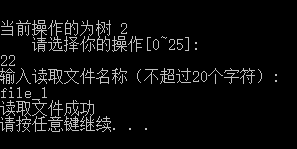 当前操作的为树 2
请选择你的操作[0~25]:
22
输入读取文件名称（不超过20个字符）:
file_1
读取文件成功
请按任意键继续. . .